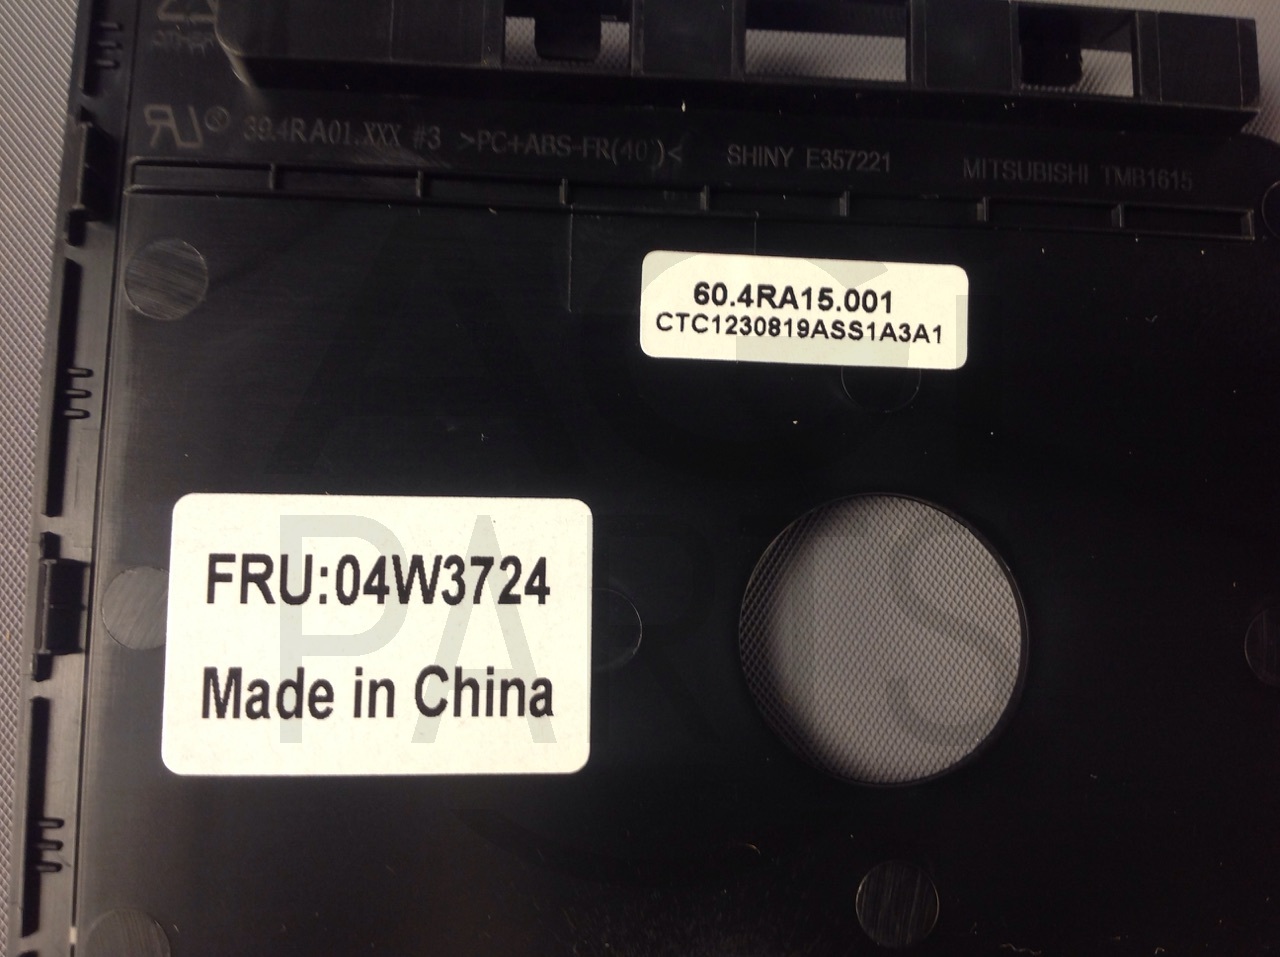 39.4RA01.XXX #3 >PC+ABS-FR(40)< SHINY E357221 MITSUBISHI TMB1615
60.4RA15.001
CTC1230819ASS1A3A1
FRU:04W3724
Made in China
PARTS